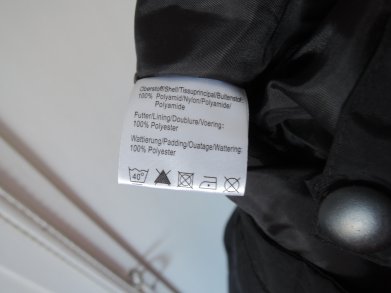 Oberstoff/Shell/Tissuprincipal/Buitenstof:
100% Polyamid/Nylon/Polyamide/
Polyamide
Futter/Lining/Doublure/Voering:
100% Polyester
Wattierung/Padding/Ouatage/Wattering:
100% Polyester
40°